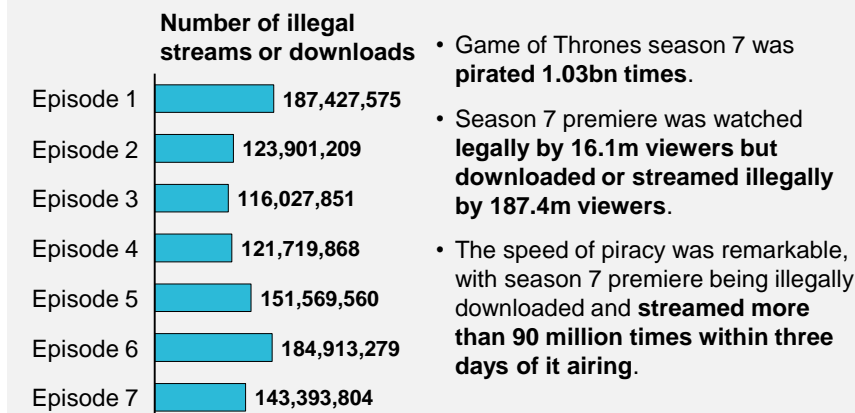 Number of illegal
streams or downloads
Episode 1
187,427,575
Episode 2
123,901,209
Episode 3
116,027,851
Episode 4
121,719,868
Episode 5
151,569,560
Episode 6
184,913,279
Episode 7
143,393,804
• Game of Thrones season 7 was
pirated 1.03bn times.
• Season 7 premiere was watched
legally by 16.1m viewers but
downloaded or streamed illegally
by 187.4m viewers.
• The speed of piracy was remarkable,
with season 7 premiere being illegally
downloaded and streamed more
than 90 million times within three
days of it airing.